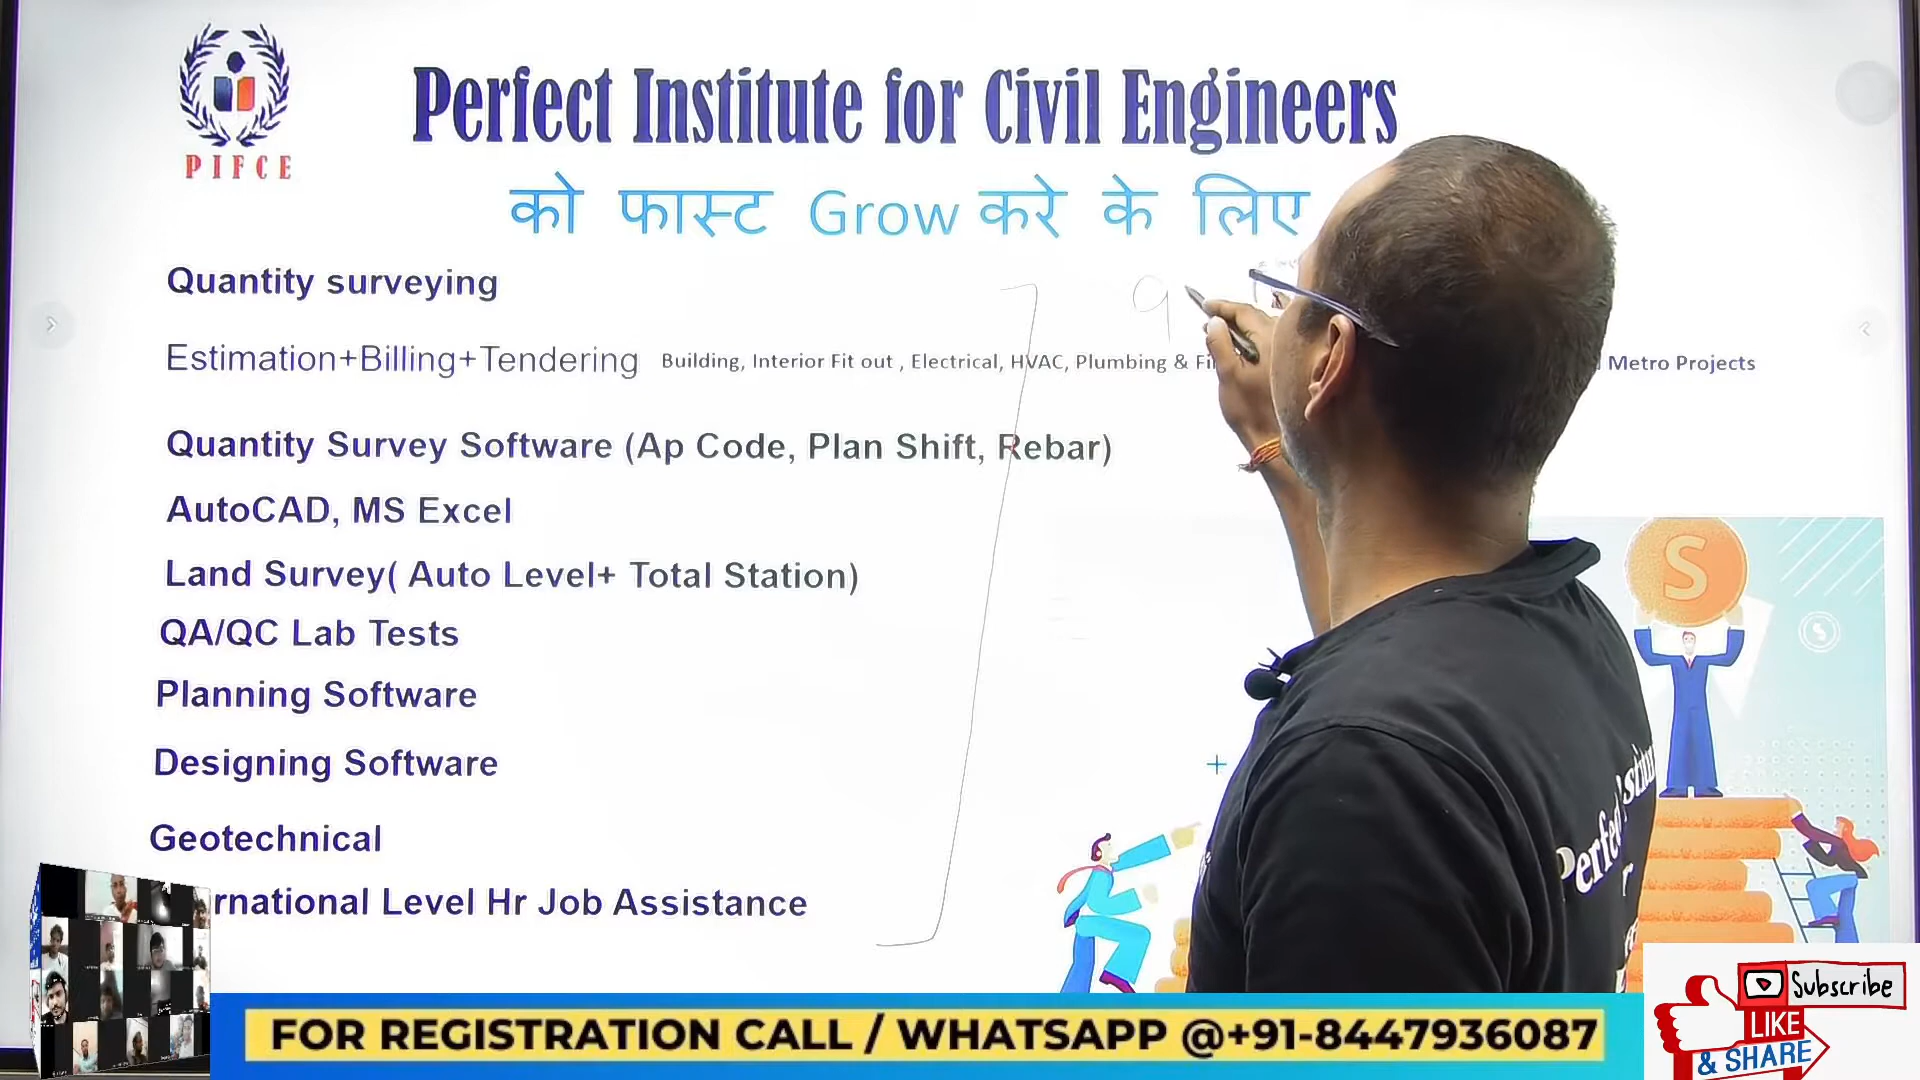 PIFCE
Perfect Institute for Civil Engineers
को फास्ट Grow करे के लिए
Quantity surveying
9
Estimation+Billing+Tendering Building, Interior Fit out , Electrical, HVAC, Plumbing & Metro Projects
Quantity Survey Software (Ap Code, Plan Shift, Rebar)
AutoCAD, MS Excel
Land Survey( Auto Level+ Total Station)
QA/QC Lab Tests
Planning Software
Designing Software
Geotechnical
rnational Level Hr Job Assistance
FOR REGISTRATION CALL / WHATSAPP @+91-8447936087
Subscribe
LIKE
& SHARE